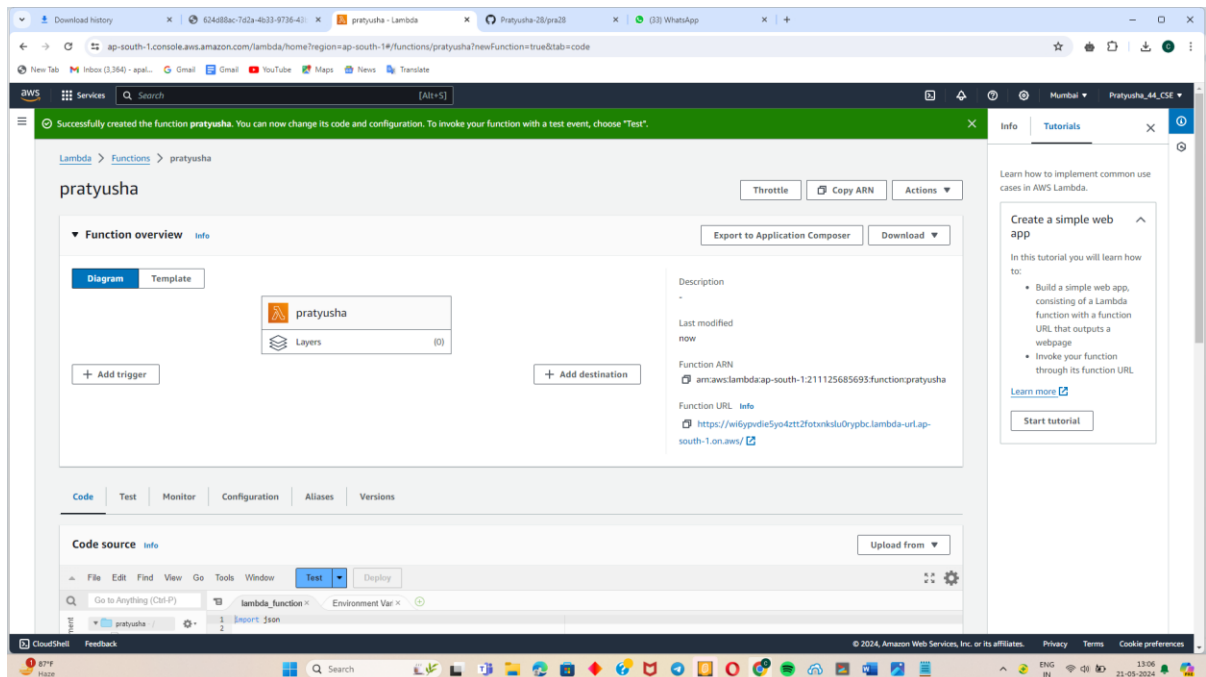 Download history
624d88ac-7d2a-4b33-9736-43
pratyusha - Lambda
Pratyusha-28/pra28
(33) WhatsApp
ap-south-1.console.aws.amazon.com/lambda/home?region=ap-south-1#/functions/pratyusha?newFunction=true&tab=code
New Tab
Inbox (3,364) - apal...
Gmail
Gmail
YouTube
Maps
News
Translate
aws
Services
Search
[Alt+S]
Mumbai
Pratyusha_44_CSE
Successfully created the function pratyusha. You can now change its code and configuration. To invoke your function with a test event, choose "Test".
Lambda > Functions > pratyusha
pratyusha
Throttle
Copy ARN
Actions
Function overview Info
Export to Application Composer
Download
Diagram
Template
pratyusha
Layers (0)
+ Add trigger
+ Add destination
Description
-
Last modified
now
Function ARN
arn:aws:lambda:ap-south-1:211125685693:function:pratyusha
Function URL Info
https://wi6ypvdie5yo4ztt2fotxnkslu0rypbc.lambda-url.ap-
south-1.on.aws/
Code
Test
Monitor
Configuration
Aliases
Versions
Code source Info
Upload from
File Edit Find View Go Tools Window
Test
Deploy
Go to Anything (Ctrl-P)
lambda_function
Environment Var
pratyusha - /
1 import json
2
Info
Tutorials
Learn how to implement common use
cases in AWS Lambda.
Create a simple web
app
In this tutorial you will learn how
to:
• Build a simple web app,
consisting of a Lambda
function with a function
URL that outputs a
webpage
• Invoke your function
through its function URL
Learn more
Start tutorial
CloudShell
Feedback
© 2024, Amazon Web Services, Inc. or its affiliates.
Privacy
Terms
Cookie preferences
87°F
Haze
Search
ENG
IN
13:06
21-05-2024